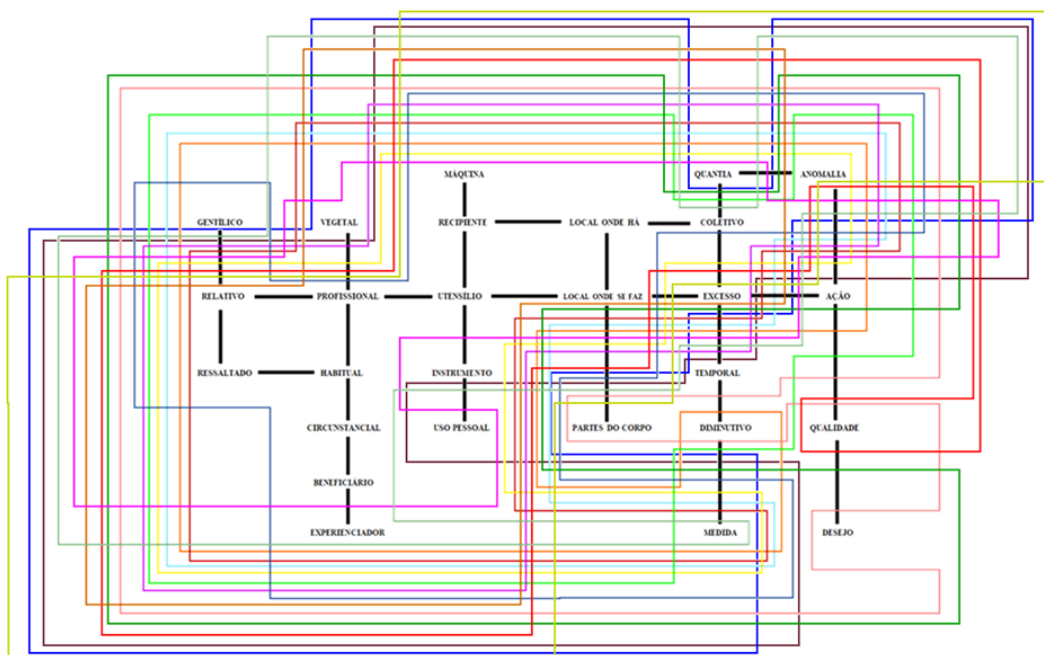 MÁQUINA QUANTIA ANOMALIA
GENTÍLICO VEGETAL RECIPIENTE LOCAL ONDE HÁ COLETIVO
RELATIVO PROFISSIONAL UTENSÍLIO LOCAL ONDE SE FAZ EXCESSO AÇÃO
RESSALTADO HABITUAL INSTRUMENTO TEMPORAL
CIRCUNSTANCIAL USO PESSOAL PARTES DO CORPO DIMINUTIVO QUALIDADE
BENEFICIÁRIO
EXPERIENCIADOR MEDIDA DESEJO